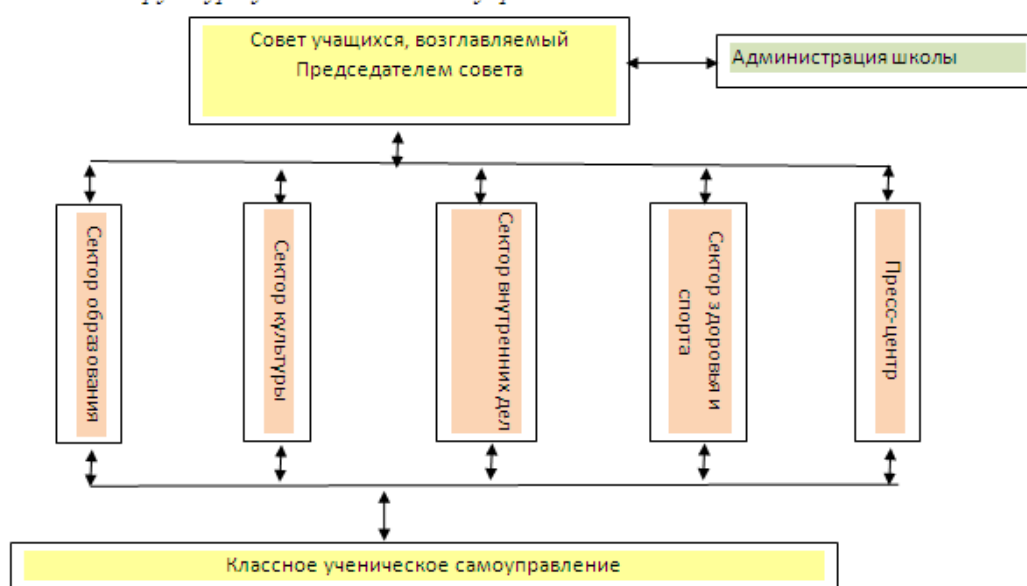 Совет учащихся, возглавляемый
Председателем совета
Администрация школы
Сектор образования
Сектор культуры
Сектор внутренних дел
Сектор здоровья и
спорта
Пресс-центр
Классное ученическое самоуправление